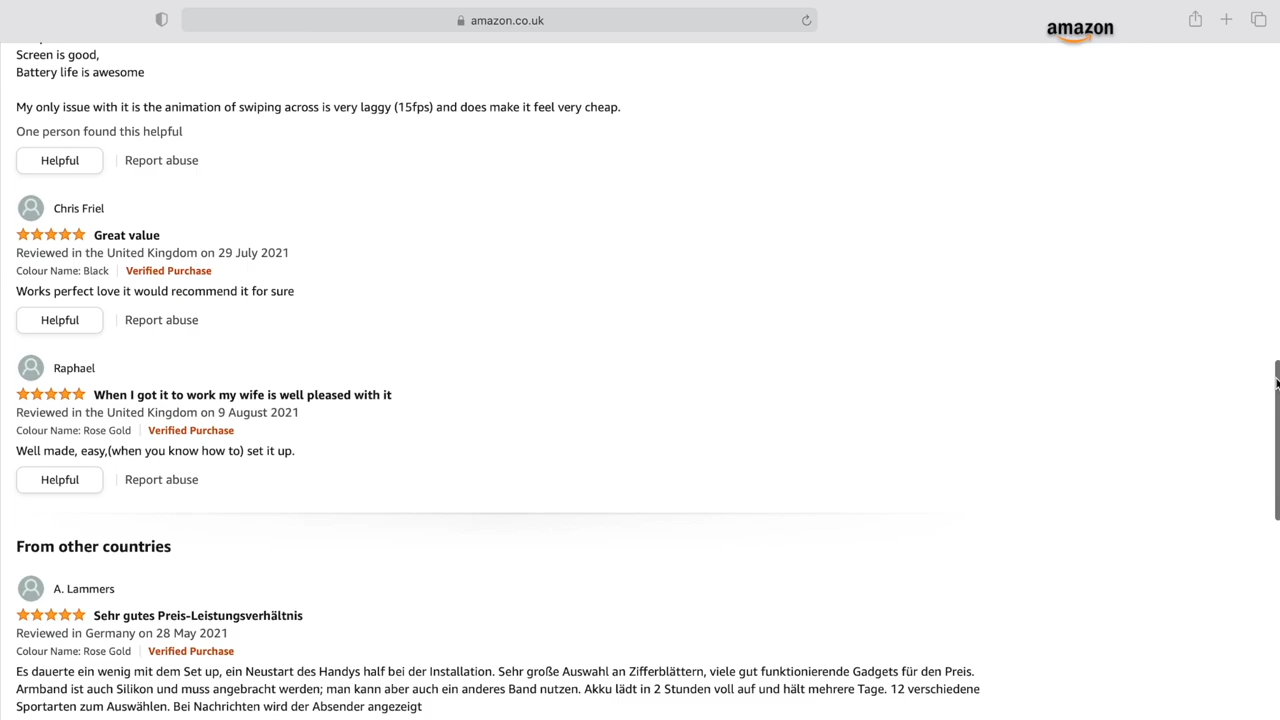 amazon.co.uk
amazon
Screen is good,
Battery life is awesome
My only issue with it is the animation of swiping across is very laggy (15fps) and does make it feel very cheap.
One person found this helpful
Helpful
Report abuse
Chris Friel
Great value
Reviewed in the United Kingdom on 29 July 2021
Colour Name: Black
Verified Purchase
Works perfect love it would recommend it for sure
Helpful
Report abuse
Raphael
When I got it to work my wife is well pleased with it
Reviewed in the United Kingdom on 9 August 2021
Colour Name: Rose Gold
Verified Purchase
Well made, easy,(when you know how to) set it up.
Helpful
Report abuse
From other countries
A. Lammers
Sehr gutes Preis-Leistungsverhältnis
Reviewed in Germany on 28 May 2021
Colour Name: Rose Gold
Verified Purchase
Es dauerte ein wenig mit dem Set up, ein Neustart des Handys half bei der Installation. Sehr große Auswahl an Zifferblättern, viele gut funktionierende Gadgets für den Preis.
Armband ist auch Silikon und muss angebracht werden; man kann aber auch ein anderes Band nutzen. Akku lädt in 2 Stunden voll auf und hält mehrere Tage. 12 verschiedene
Sportarten zum Auswählen. Bei Nachrichten wird der Absender angezeigt